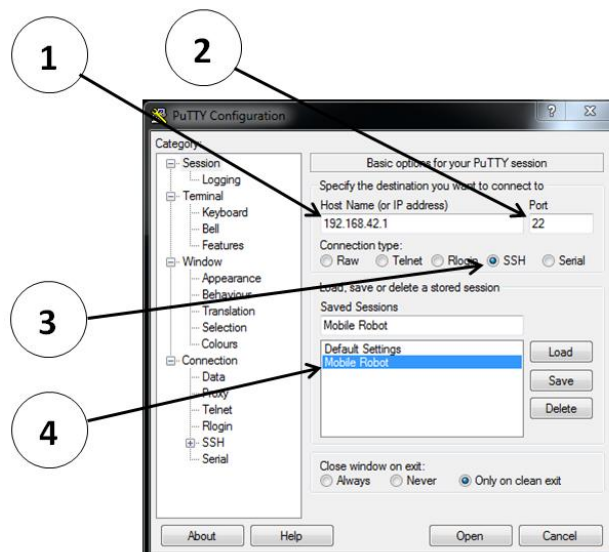 1
2
3
4
PuTTY Configuration
Category:
Session
Logging
Terminal
Keyboard
Bell
Features
Window
Appearance
Behaviour
Translation
Selection
Colours
Connection
Data
Proxy
Telnet
Rlogin
SSH
Serial
Basic options for your PuTTY session
Specify the destination you want to connect to
Host Name (or IP address) Port
192.168.42.1 22
Connection type:
Raw Telnet Rlogin SSH Serial
Load, save or delete a stored session
Saved Sessions
Mobile Robot
Default Settings
Mobile Robot
Load
Save
Delete
Close window on exit:
Always Never Only on clean exit
About Help Open Cancel